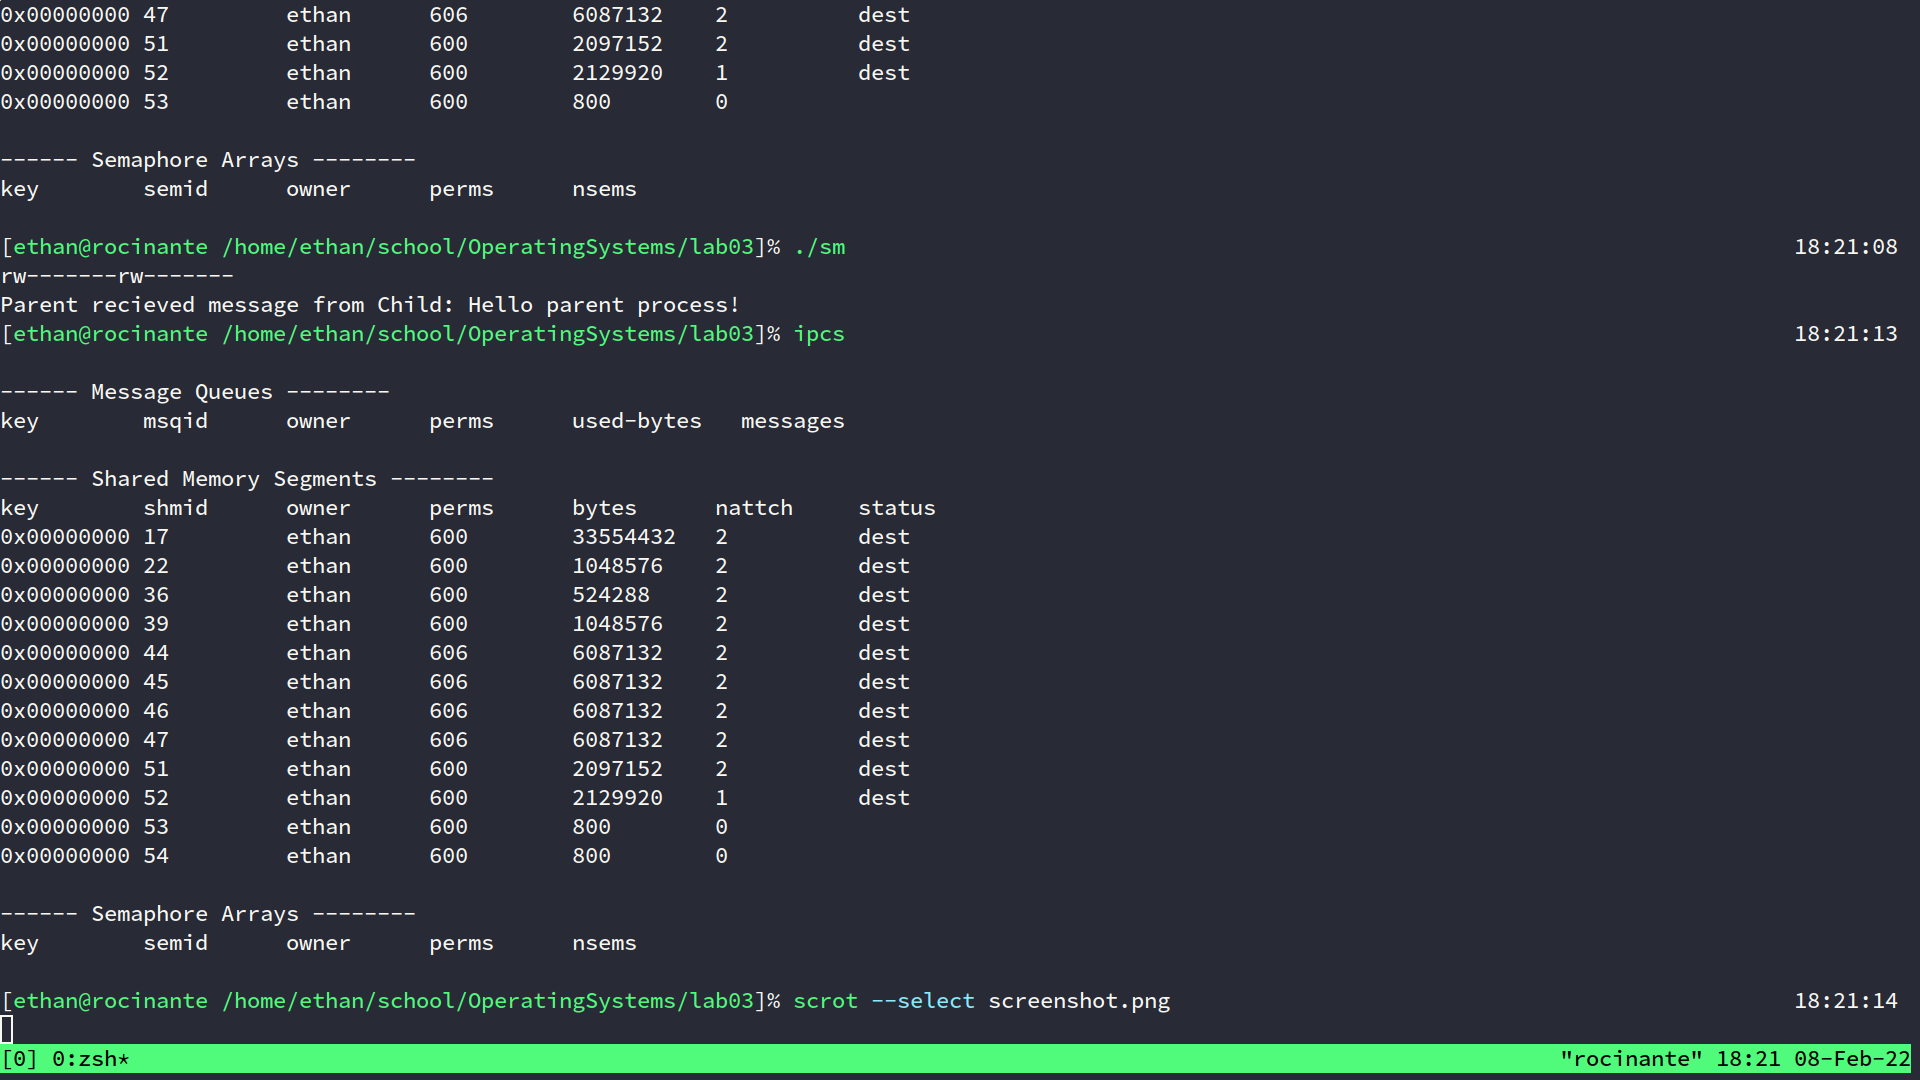 0x00000000 47         ethan      606        6087132    2          dest
0x00000000 51         ethan      600        2097152    2          dest
0x00000000 52         ethan      600        2129920    1          dest
0x00000000 53         ethan      600        800        0
------ Semaphore Arrays --------
key        semid      owner      perms      nsems
[ethan@rocinante /home/ethan/school/OperatingSystems/lab03]% ./sm 18:21:08
rw-------rw-------
Parent recieved message from Child: Hello parent process!
[ethan@rocinante /home/ethan/school/OperatingSystems/lab03]% ipcs 18:21:13
------ Message Queues --------
key        msqid      owner      perms      used-bytes   messages
------ Shared Memory Segments --------
key        shmid      owner      perms      bytes      nattch     status
0x00000000 17         ethan      600        33554432   2          dest
0x00000000 22         ethan      600        1048576    2          dest
0x00000000 36         ethan      600        524288     2          dest
0x00000000 39         ethan      600        1048576    2          dest
0x00000000 44         ethan      606        6087132    2          dest
0x00000000 45         ethan      606        6087132    2          dest
0x00000000 46         ethan      606        6087132    2          dest
0x00000000 47         ethan      606        6087132    2          dest
0x00000000 51         ethan      600        2097152    2          dest
0x00000000 52         ethan      600        2129920    1          dest
0x00000000 53         ethan      600        800        0
0x00000000 54         ethan      600        800        0
------ Semaphore Arrays --------
key        semid      owner      perms      nsems
[ethan@rocinante /home/ethan/school/OperatingSystems/lab03]% scrot --select screenshot.png 18:21:14
[0] 0:zsh* "rocinante" 18:21 08-Feb-22